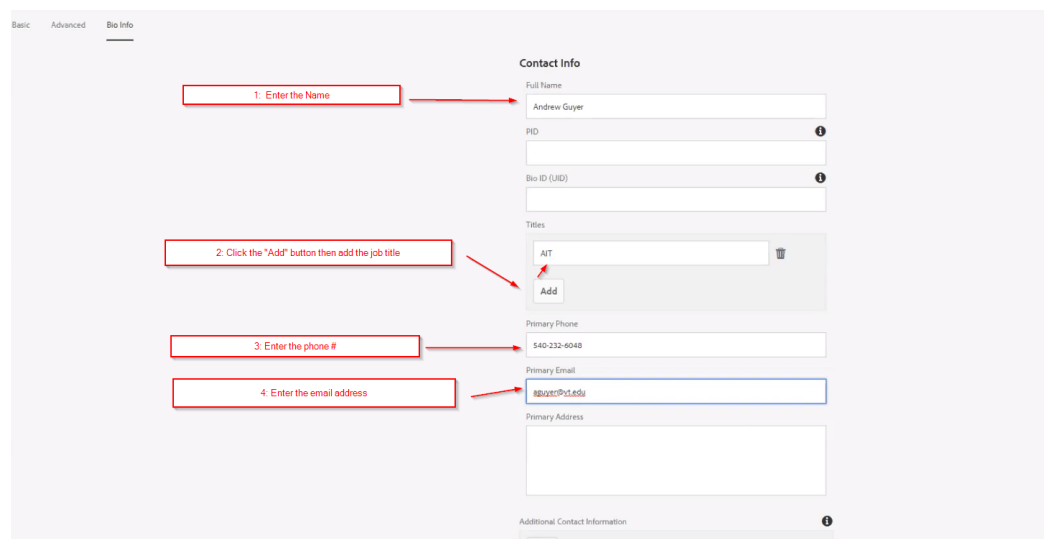 Basic Advanced Bio Info
Contact Info
Full Name
1: Enter the Name
Andrew Guyer
PID
Bio ID (UID)
Titles
2: Click the "Add" button then add the job title
AIT
Add
Primary Phone
3: Enter the phone #
540-232-6048
Primary Email
4: Enter the email address
aguyer@vt.edu
Primary Address
Additional Contact Information